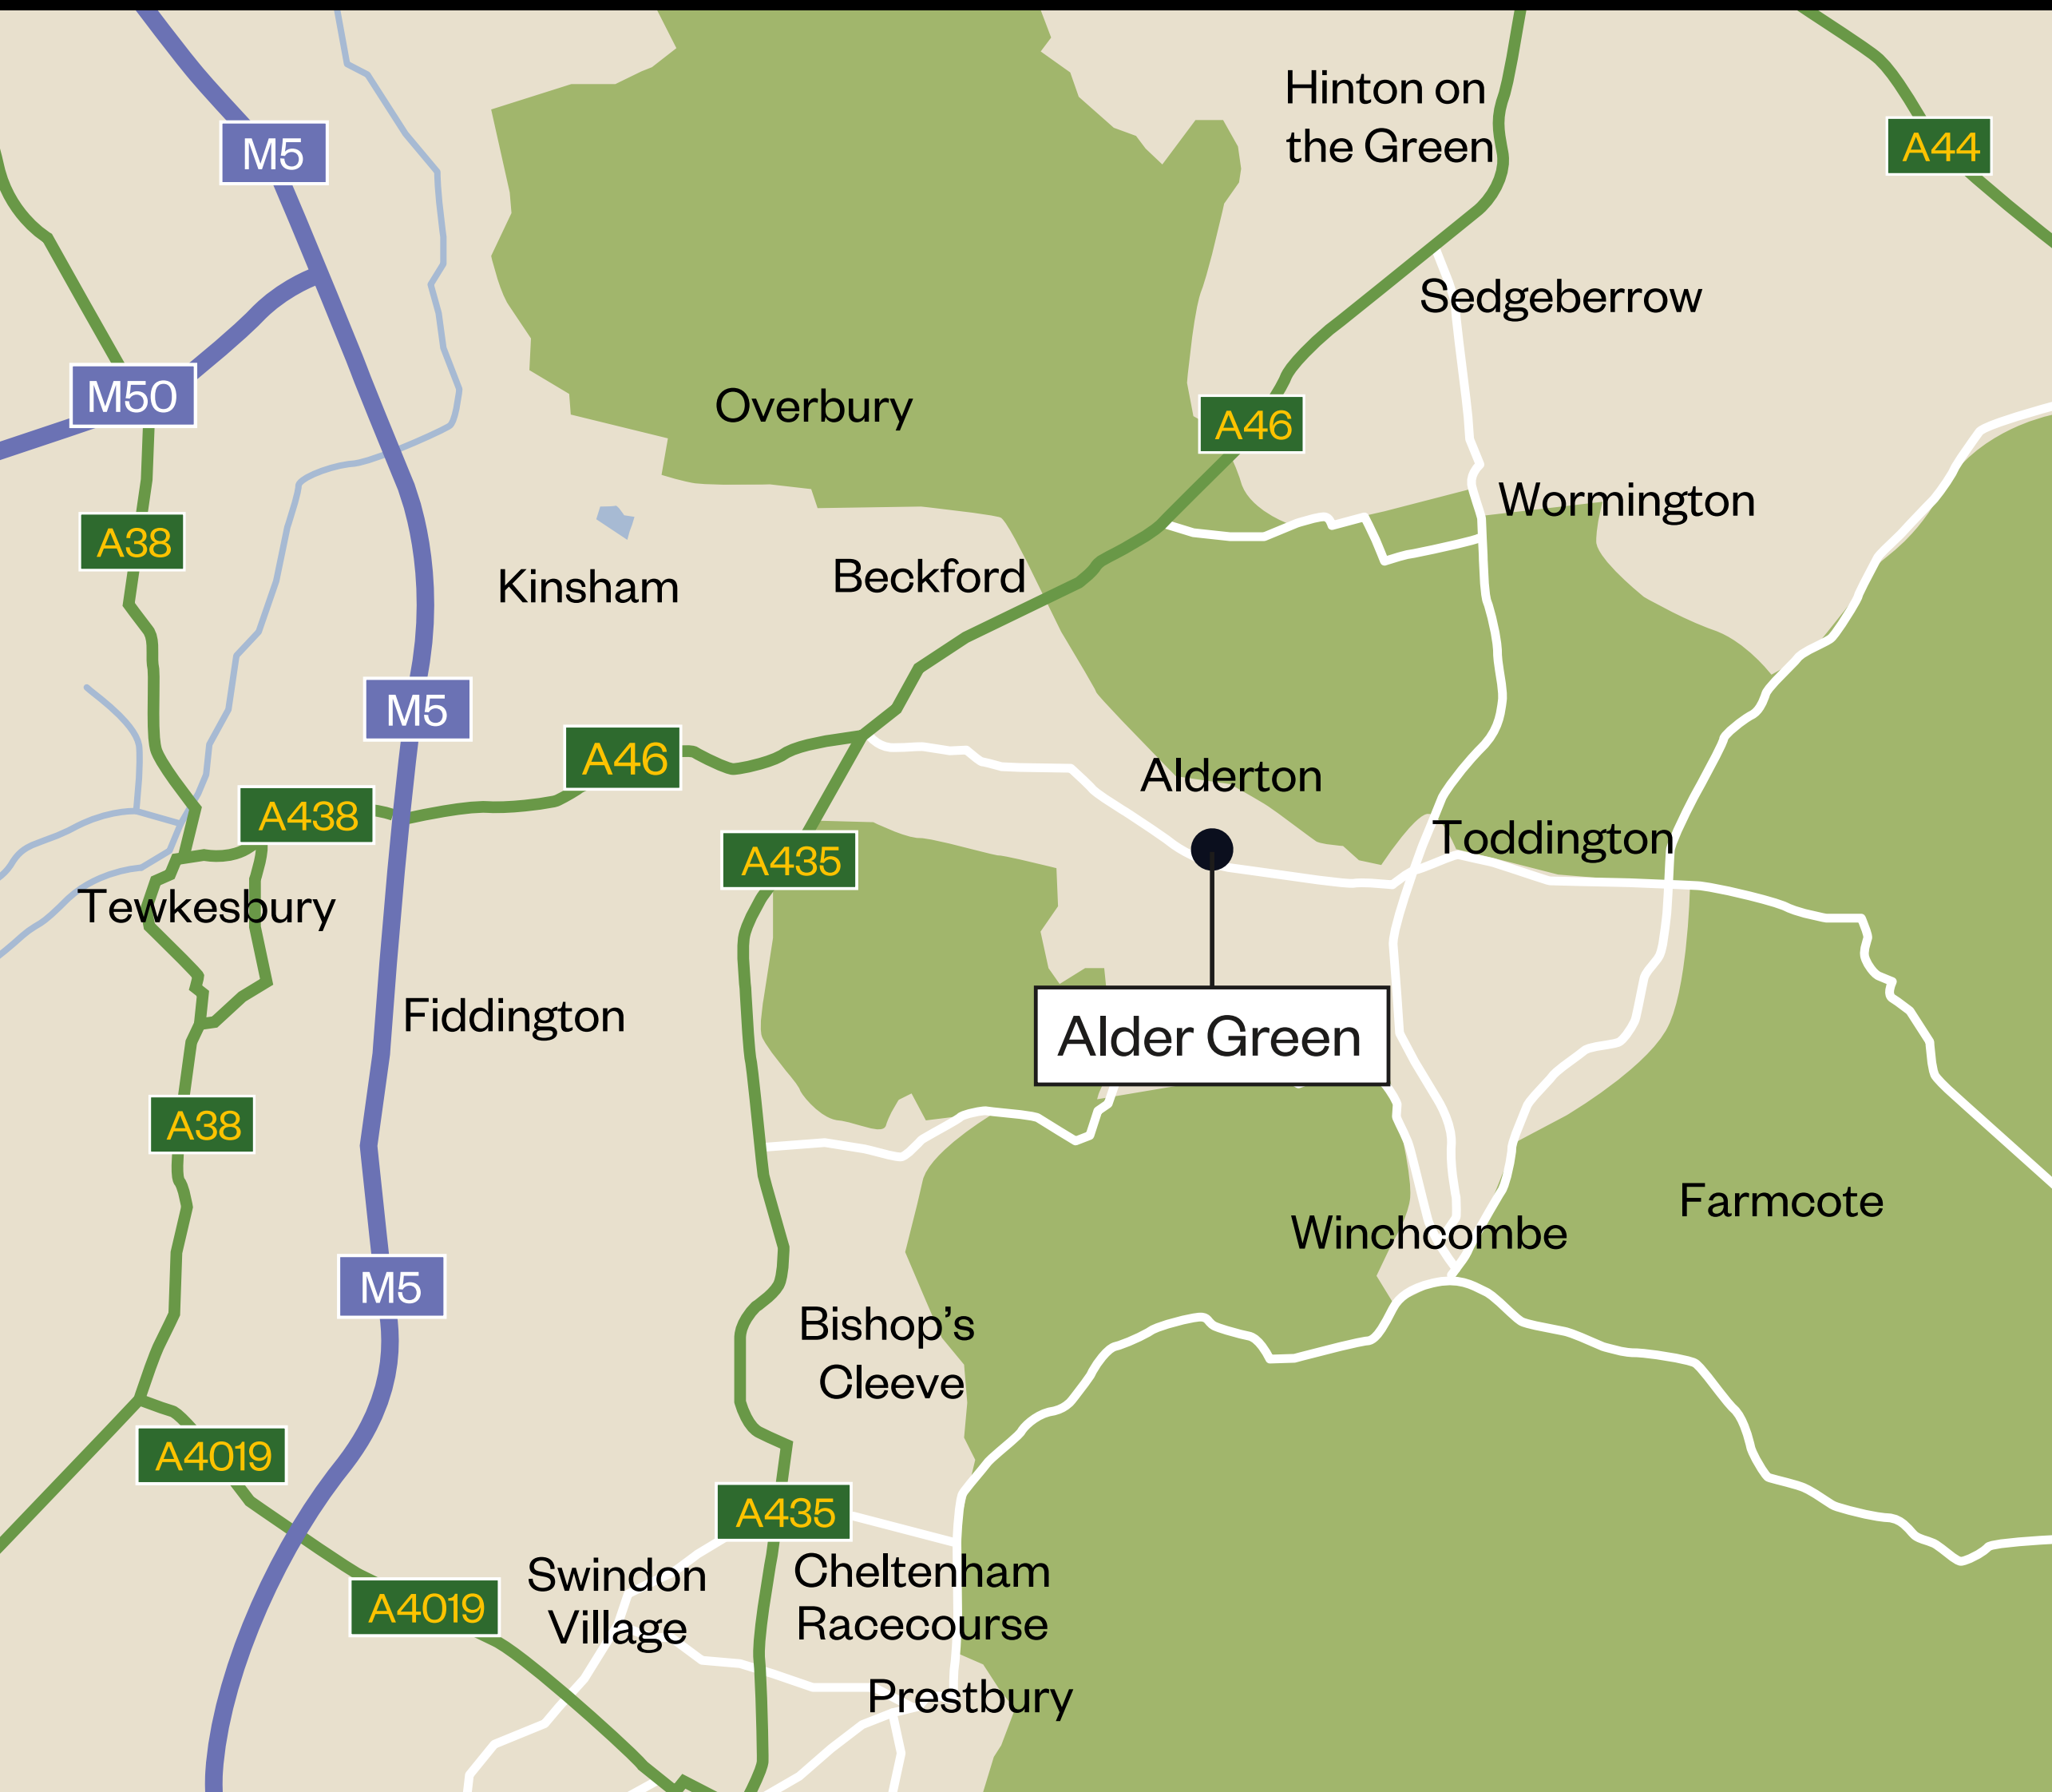 Hinton on
the Green
A44
M5
Sedgeberrow
M50
Overbury
A46
Wormington
A38
Kinsham
Beckford
M5
A46
Alderton
A438
Toddington
A435
Tewkesbury
Fiddington
Alder Green
A38
Farmcote
Winchcombe
M5
Bishop’s
Cleeve
A4019
A435
Swindon
Village
Cheltenham
Racecourse
A4019
Prestbury